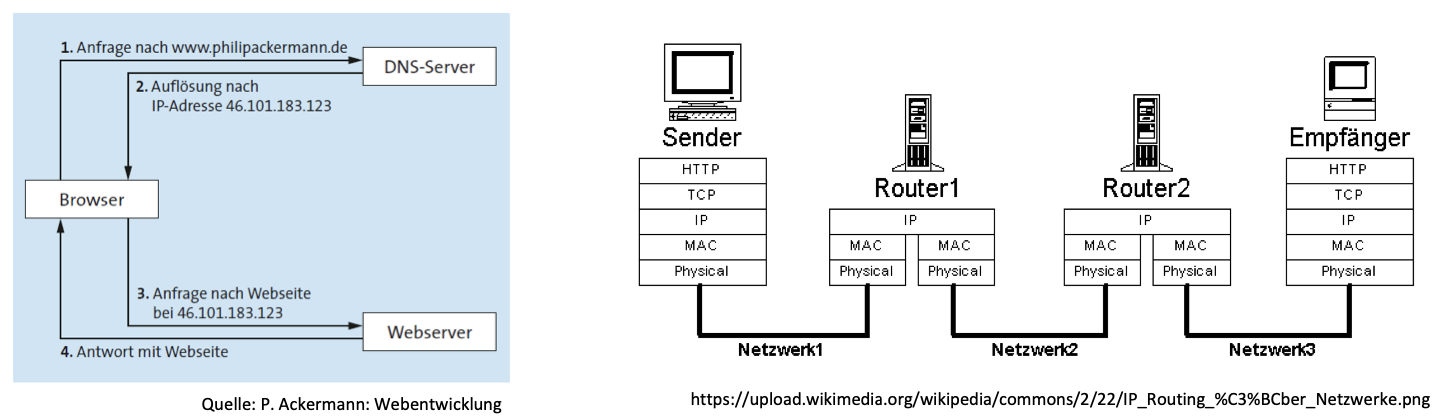 1. Anfrage nach www.philipackermann.de
DNS-Server
2. Auflösung nach
IP-Adresse 46.101.183.123
Browser
3. Anfrage nach Webseite
bei 46.101.183.123
Webserver
4. Antwort mit Webseite
Quelle: P. Ackermann: Webentwicklung
Sender
HTTP
TCP
IP
MAC
Physical
Router1
IP
MAC MAC
Physical Physical
Router2
IP
MAC MAC
Physical Physical
Empfänger
HTTP
TCP
IP
MAC
Physical
Netzwerk1
Netzwerk2
Netzwerk3
https://upload.wikimedia.org/wikipedia/commons/2/22/IP_Routing_%C3%BCber_Netzwerke.png